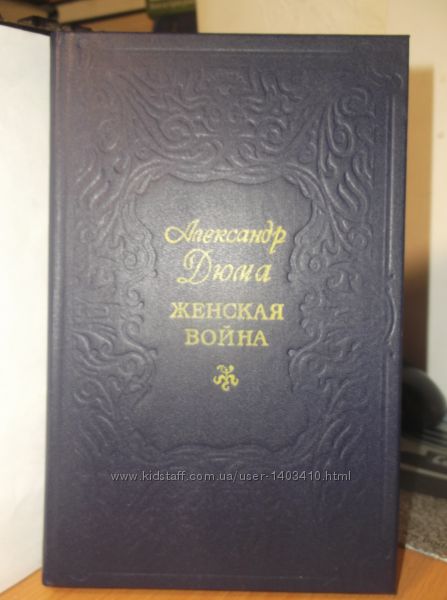 Александр
Дюма
ЖЕНСКАЯ
ВОЙНА
www.kidstaff.com.ua/user-1403410.html